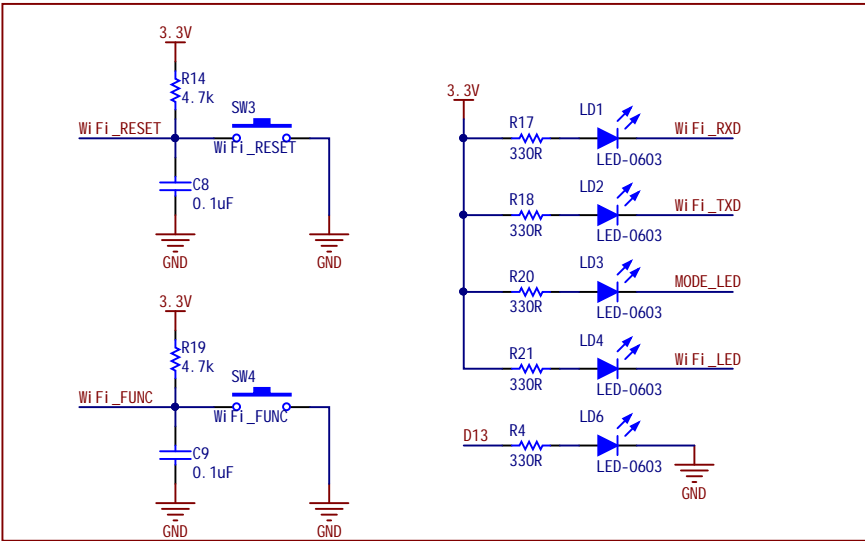 3.3V
R14
4.7k
WiFi_RESET
SW3
WiFi_RESET
C8
0.1uF
GND
GND
3.3V
R19
4.7k
WiFi_FUNC
SW4
WiFi_FUNC
C9
0.1uF
GND
GND
3.3V
R17
330R
LD1
LED-0603
WiFi_RXD
R18
330R
LD2
LED-0603
WiFi_TXD
R20
330R
LD3
LED-0603
MODE_LED
R21
330R
LD4
LED-0603
WiFi_LED
D13
R4
330R
LD6
LED-0603
GND